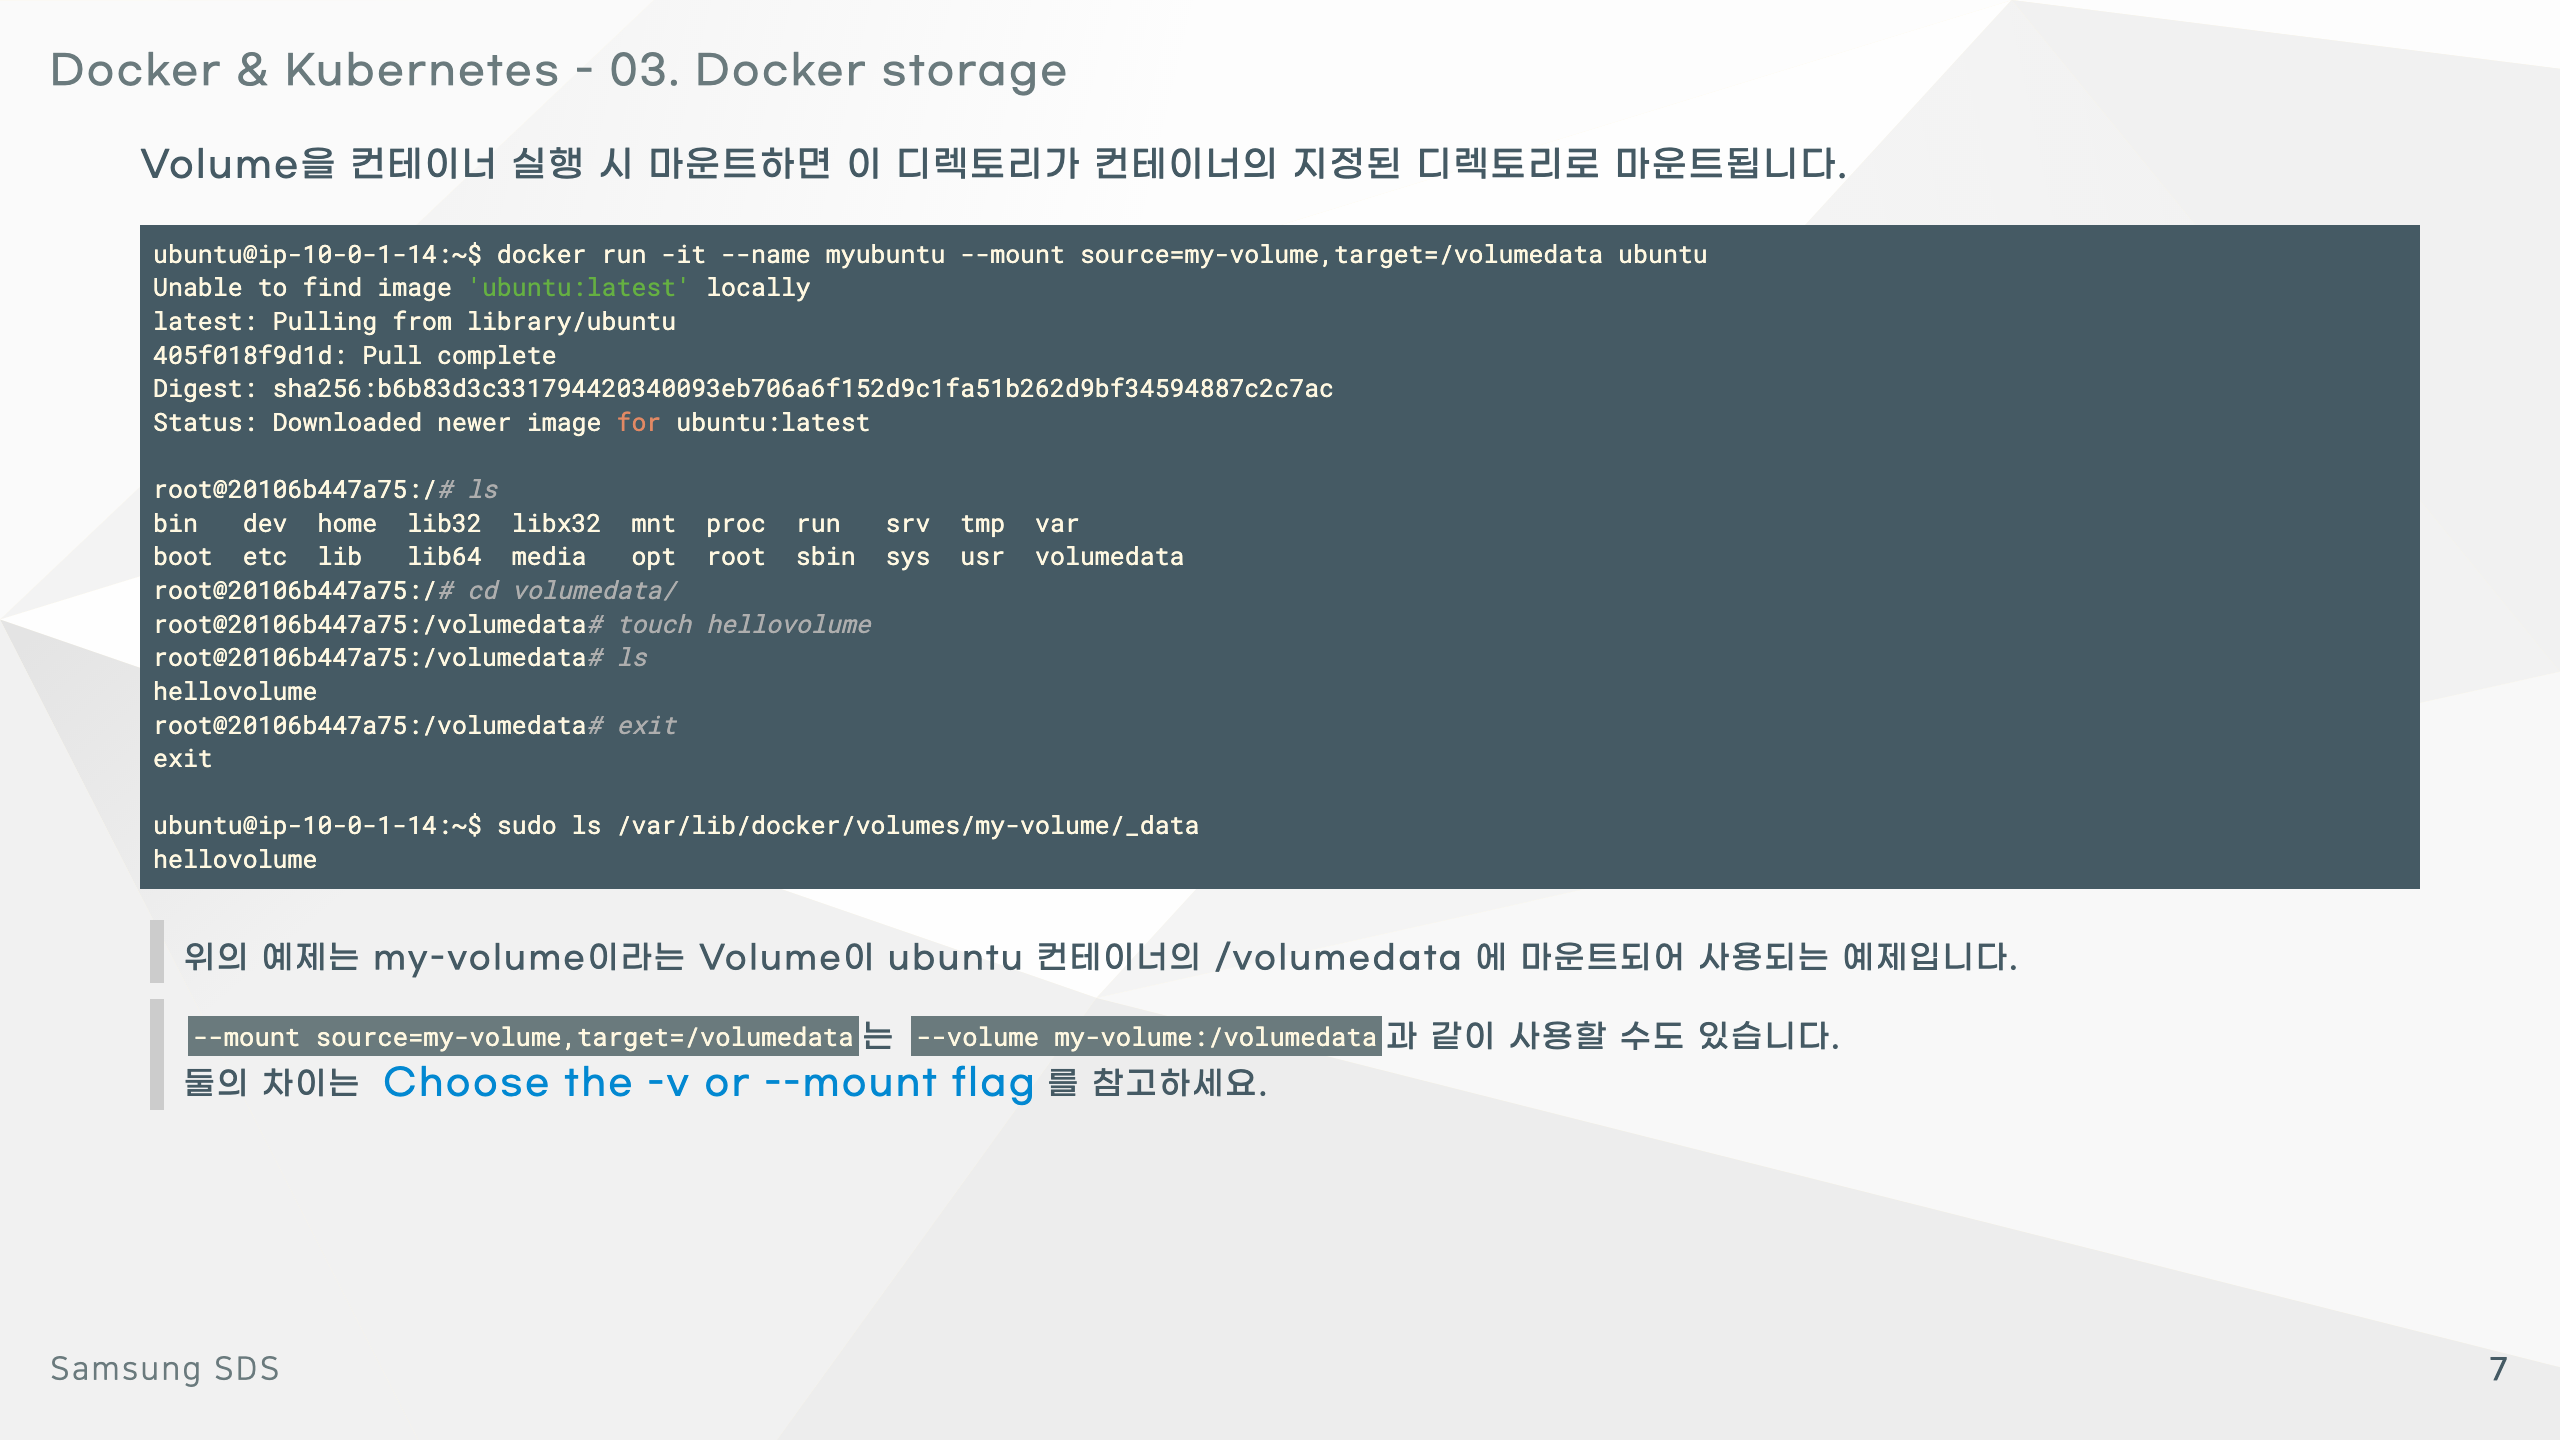 Docker & Kubernetes - 03. Docker storage
Volume을 컨테이너 실행 시 마운트하면 이 디렉토리가 컨테이너의 지정된 디렉토리로 마운트됩니다.
ubuntu@ip-10-0-1-14:~$ docker run -it --name myubuntu --mount source=my-volume,target=/volumedata ubuntu
Unable to find image 'ubuntu:latest' locally
latest: Pulling from library/ubuntu
405f018f9d1d: Pull complete
Digest: sha256:b6b83d3c331794420340093eb706a6f152d9c1fa51b262d9bf34594887c2c7ac
Status: Downloaded newer image for ubuntu:latest
root@20106b447a75:/# ls
bin   dev  home  lib32  libx32  mnt  proc  run   srv  tmp  var
boot  etc  lib   lib64  media   opt  root  sbin  sys  usr  volumedata
root@20106b447a75:/# cd volumedata/
root@20106b447a75:/volumedata# touch hellovolume
root@20106b447a75:/volumedata# ls
hellovolume
root@20106b447a75:/volumedata# exit
exit
ubuntu@ip-10-0-1-14:~$ sudo ls /var/lib/docker/volumes/my-volume/_data
hellovolume
위의 예제는 my-volume이라는 Volume이 ubuntu 컨테이너의 /volumedata 에 마운트되어 사용되는 예제입니다.
--mount source=my-volume,target=/volumedata는 --volume my-volume:/volumedata과 같이 사용할 수도 있습니다.
둘의 차이는 Choose the -v or --mount flag 를 참고하세요.
Samsung SDS
7